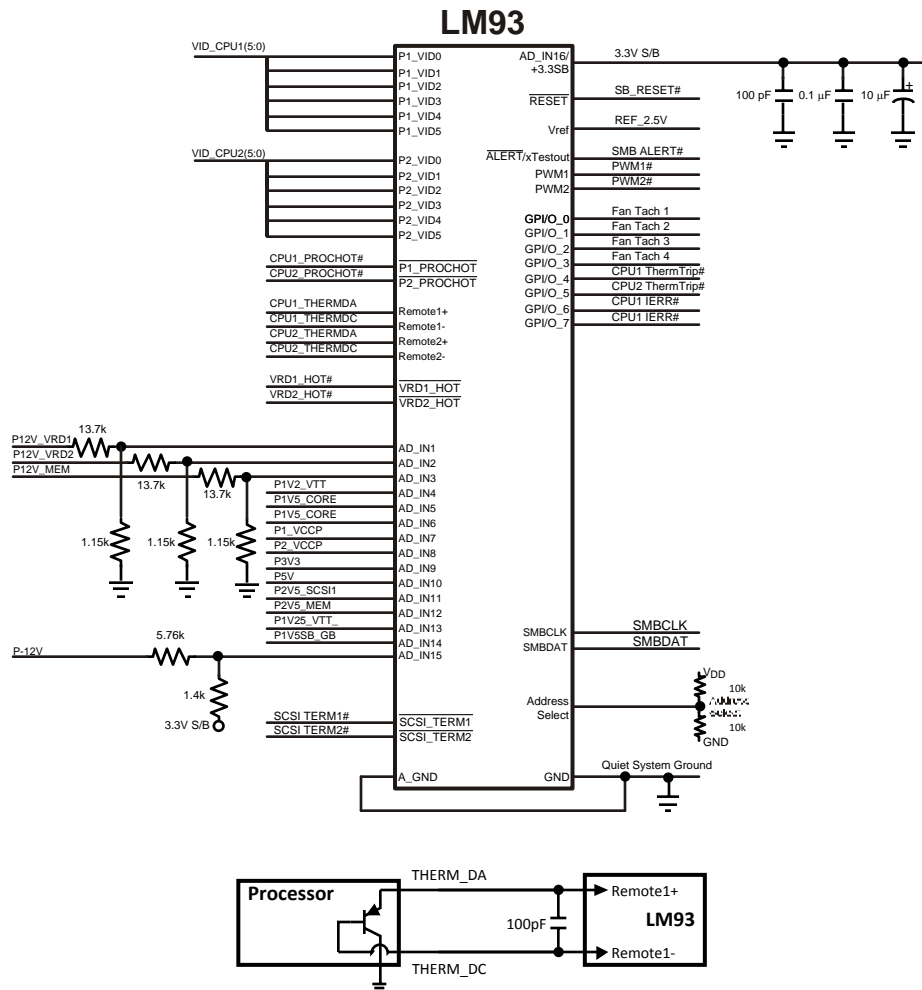 LM93
VID_CPU1(5:0)
P1_VID0
P1_VID1
P1_VID2
P1_VID3
P1_VID4
P1_VID5
VID_CPU2(5:0)
P2_VID0
P2_VID1
P2_VID2
P2_VID3
P2_VID4
P2_VID5
CPU1_PROCHOT#
P1_PROCHOT
CPU2_PROCHOT#
P2_PROCHOT
CPU1_THERMDA
Remote1+
CPU1_THERMDC
Remote1-
CPU2_THERMDA
Remote2+
CPU2_THERMDC
Remote2-
VRD1_HOT#
VRD1_HOT
VRD2_HOT#
VRD2_HOT
P12V_VRD1
13.7k
AD_IN1
P12V_VRD2
13.7k
AD_IN2
P12V_MEM
13.7k
AD_IN3
1.15k
1.15k
1.15k
P1V2_VTT
AD_IN4
P1V5_CORE
AD_IN5
P1V5_CORE
AD_IN6
P1_VCCP
AD_IN7
P2_VCCP
AD_IN8
P3V3
AD_IN9
P5V
AD_IN10
P2V5_SCSI1
AD_IN11
P2V5_MEM
AD_IN12
P1V25_VTT_
AD_IN13
P1V5SB_GB
AD_IN14
P-12V
5.76k
AD_IN15
1.4k
3.3V S/B
SCSI TERM1#
SCSI_TERM1
SCSI TERM2#
SCSI_TERM2
A_GND
AD_IN16/
+3.3SB
3.3V S/B
100 pF
0.1 μF
10 μF
+
RESET
SB_RESET#
Vref
REF_2.5V
ALERT/xTestout
SMB ALERT#
PWM1
PWM1#
PWM2
PWM2#
GPI/O_0
Fan Tach 1
GPI/O_1
Fan Tach 2
GPI/O_2
Fan Tach 3
GPI/O_3
Fan Tach 4
GPI/O_4
CPU1 ThermTrip#
GPI/O_5
CPU2 ThermTrip#
GPI/O_6
CPU1 IERR#
GPI/O_7
CPU1 IERR#
SMBCLK
SMBCLK
SMBDAT
SMBDAT
Address
Select
VDD
10k
Address
Select
10k
GND
GND
Quiet System Ground
Processor
THERM_DA
100pF
THERM_DC
Remote1+
LM93
Remote1-